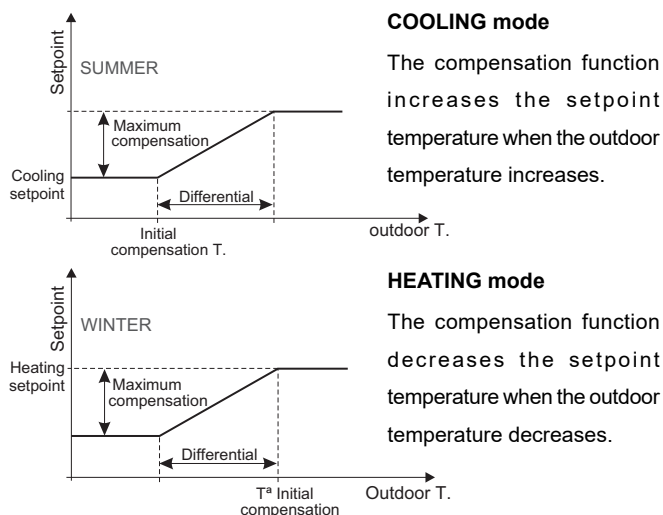 Setpoint
SUMMER
Maximum
compensation
Cooling
setpoint
Differential
Initial
compensation T.
outdoor T.
COOLING mode
The compensation function
increases the setpoint
temperature when the outdoor
temperature increases.
Setpoint
WINTER
Heating
setpoint
Maximum
compensation
Differential
Tª Initial
compensation
Outdoor T.
HEATING mode
The compensation function
decreases the setpoint
temperature when the outdoor
temperature decreases.